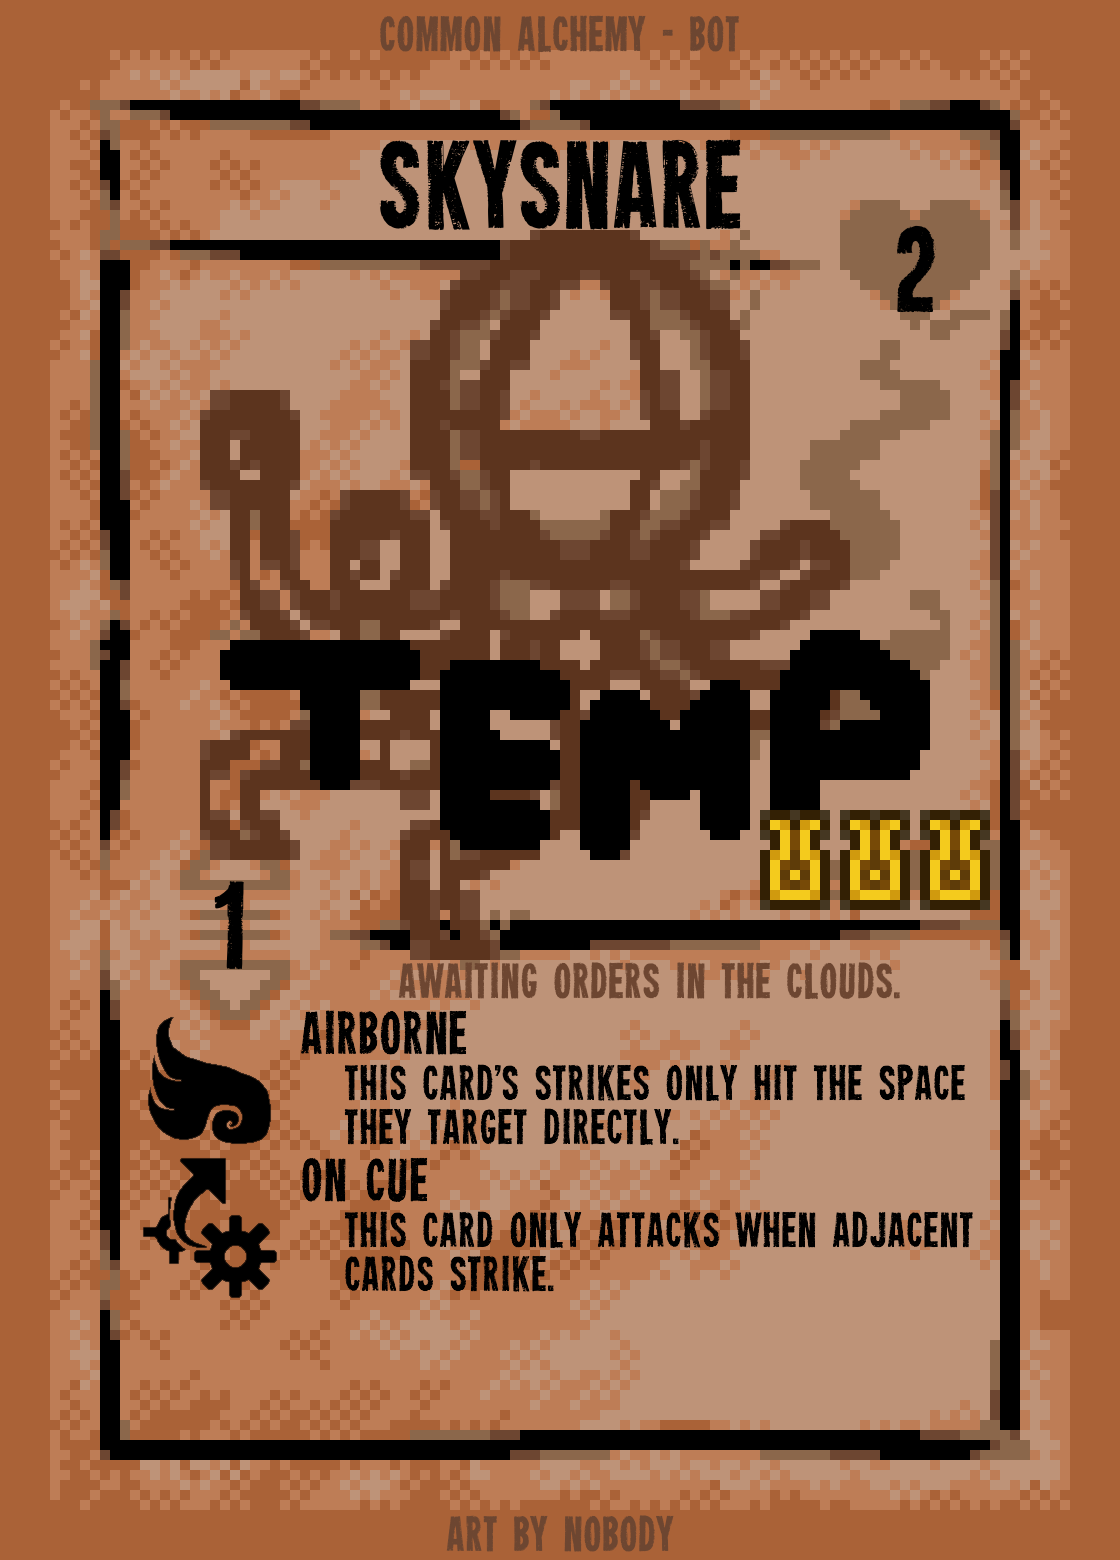 COMMON ALCHEMY - BOT
SKYSNARE
2
TEMP
1
AWAITING ORDERS IN THE CLOUDS.
AIRBORNE
THIS CARD'S STRIKES ONLY HIT THE SPACE
THEY TARGET DIRECTLY.
ON CUE
THIS CARD ONLY ATTACKS WHEN ADJACENT
CARDS STRIKE.
ART BY NOBODY